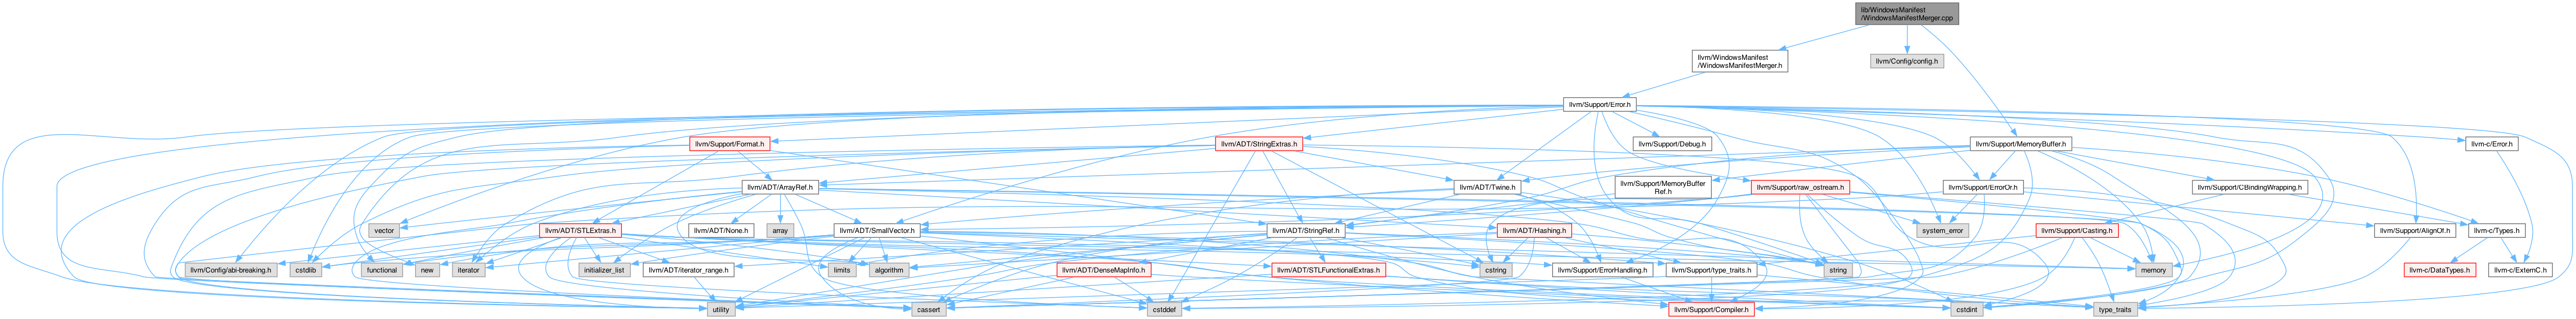 lib/WindowsManifest
/WindowsManifestMerger.cpp
llvm/WindowsManifest
/WindowsManifestMerger.h
llvm/Config/config.h
llvm/Support/Error.h
llvm/Support/Format.h
llvm/ADT/StringExtras.h
llvm/Support/Debug.h
llvm/Support/MemoryBuffer.h
llvm-c/Error.h
llvm/ADT/ArrayRef.h
llvm/ADT/Twine.h
llvm/Support/MemoryBuffer
Ref.h
llvm/Support/raw_ostream.h
llvm/Support/ErrorOr.h
llvm/Support/CBindingWrapping.h
vector
llvm/ADT/STLExtras.h
llvm/ADT/None.h
array
llvm/ADT/SmallVector.h
llvm/ADT/StringRef.h
llvm/ADT/Hashing.h
system_error
llvm/Support/Casting.h
llvm/Support/AlignOf.h
llvm-c/Types.h
llvm/Config/abi-breaking.h
cstdlib
functional
new
iterator
initializer_list
llvm/ADT/iterator_range.h
limits
algorithm
llvm/ADT/DenseMapInfo.h
llvm/ADT/STLFunctionalExtras.h
cstring
llvm/Support/ErrorHandling.h
llvm/Support/type_traits.h
string
memory
llvm-c/DataTypes.h
llvm-c/ExternC.h
utility
cassert
cstddef
llvm/Support/Compiler.h
cstdint
type_traits